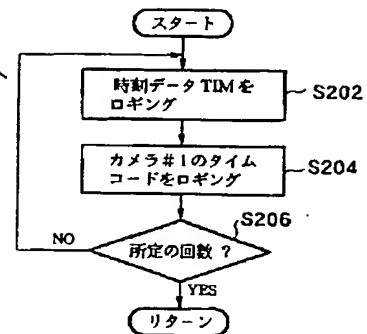 スタート
時刻データ TIM を
ロギング
S202
カメラ#1のタイム
コードをロギング
S204
S206
所定の回数 ?
NO
YES
リターン